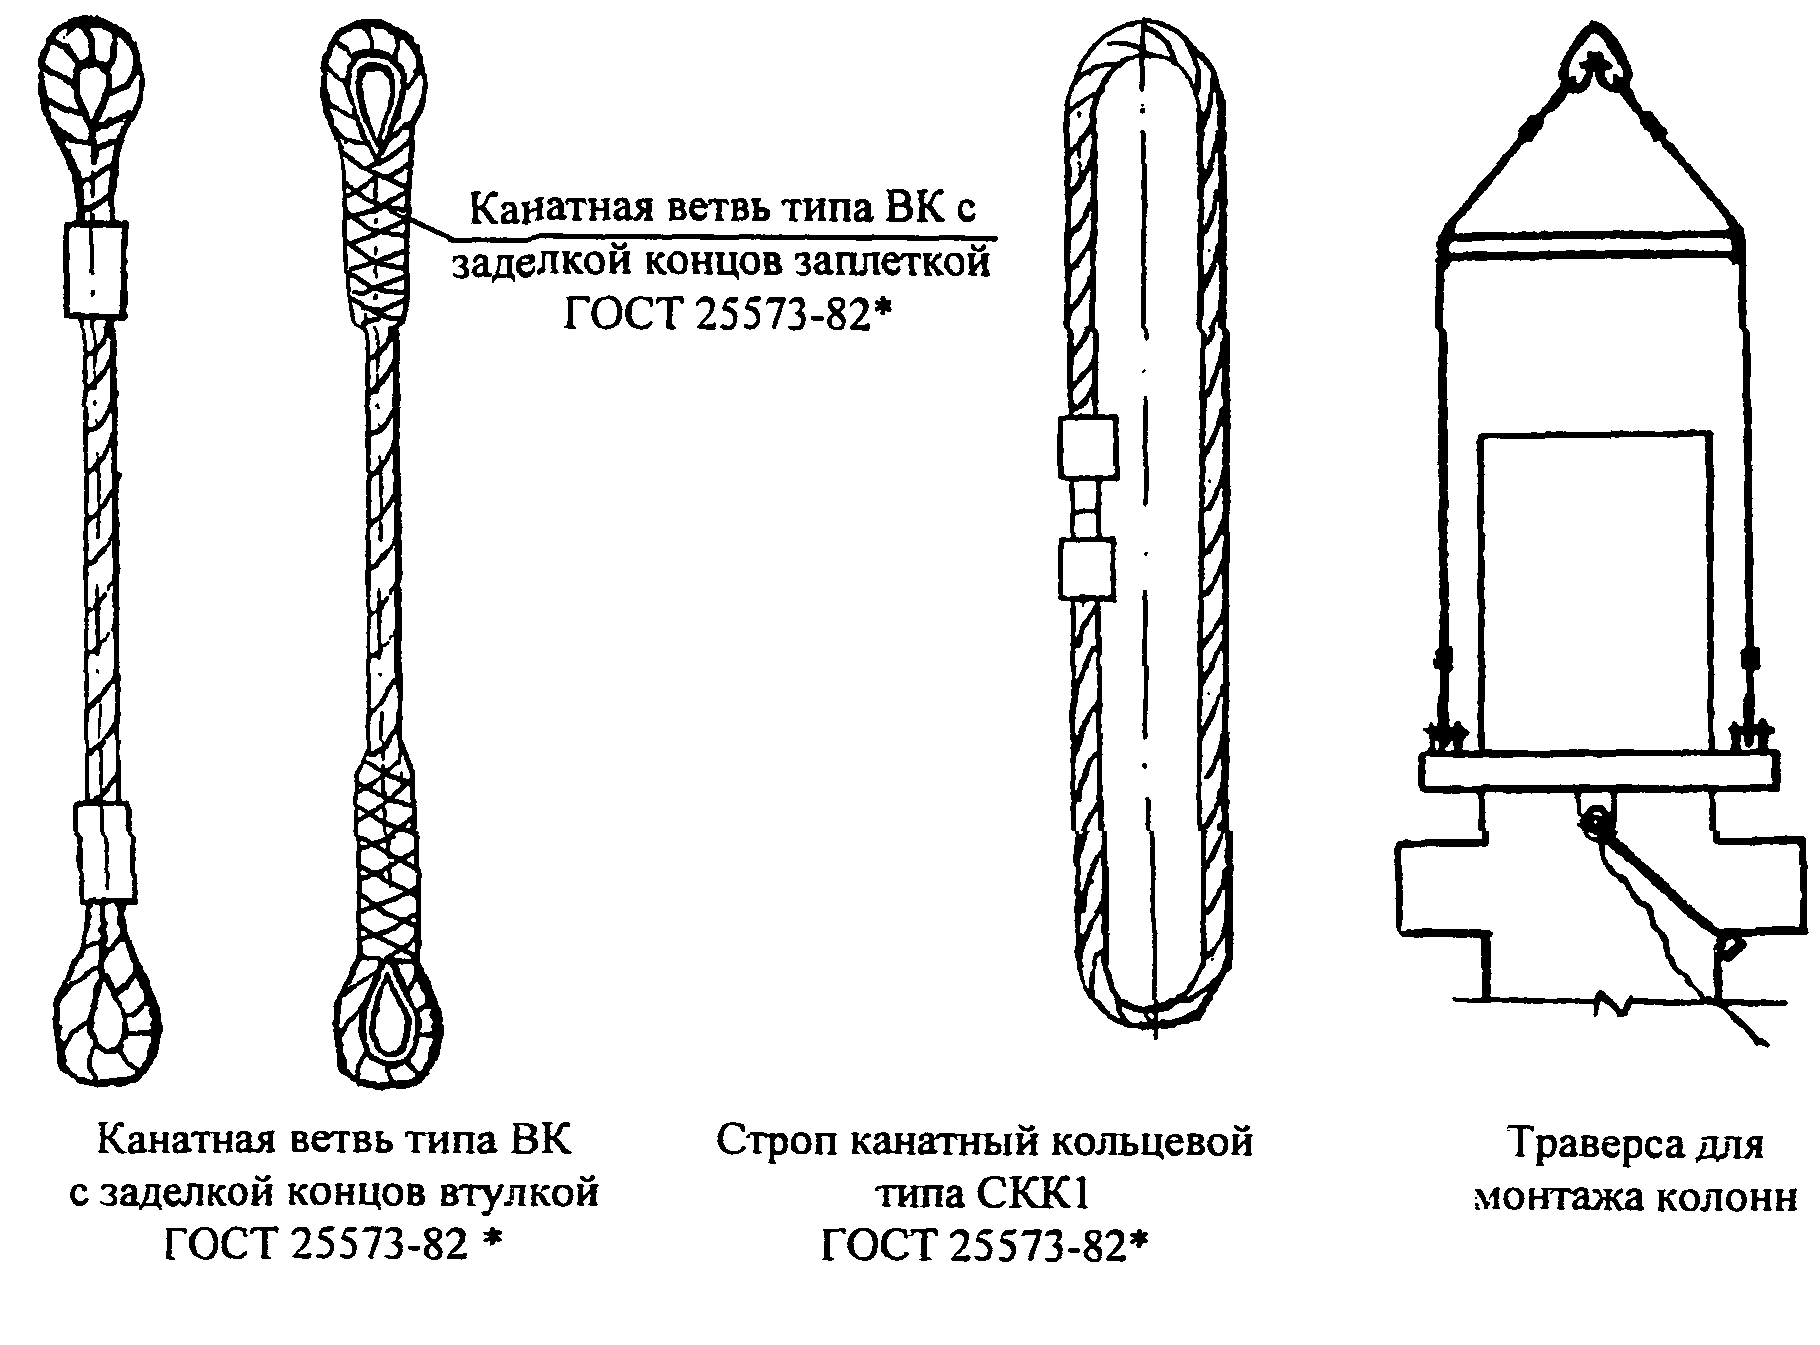 Канатная ветвь типа ВК с
заделкой концов заплеткой
ГОСТ 25573-82*
Канатная ветвь типа ВК
с заделкой концов втулкой
ГОСТ 25573-82 *
Строп канатный кольцевой
типа СКК1
ГОСТ 25573-82*
Траверса для
монтажа колонн